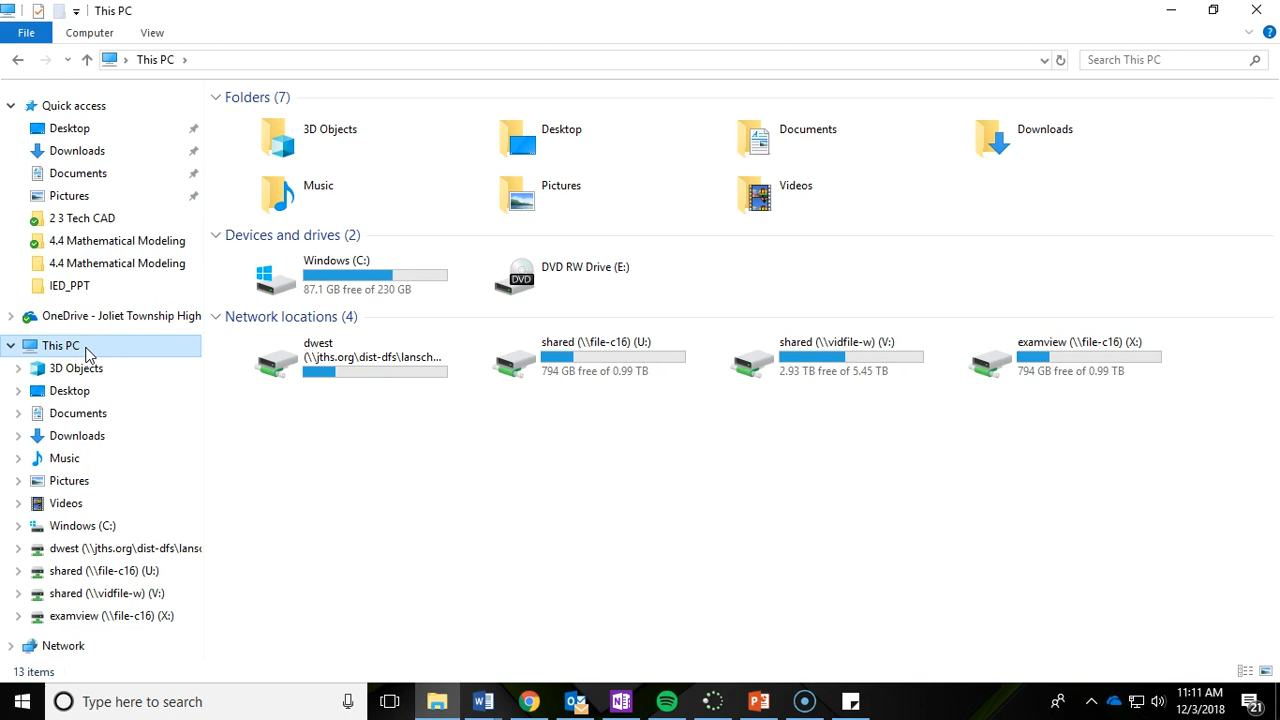 This PC
File
Computer
View
This PC
Search This PC
Quick access
Desktop
Downloads
Documents
Pictures
2 3 Tech CAD
4.4 Mathematical Modeling
4.4 Mathematical Modeling
IED_PPT
OneDrive - Joliet Township High
This PC
3D Objects
Desktop
Documents
Downloads
Music
Pictures
Videos
Windows (C:)
dwest (\\jths.org\dist-dfs\lansc
shared (\\file-c16) (U:)
shared (\\vidfile-w) (V:)
examview (\\file-c16) (X:)
Network
Folders (7)
3D Objects
Desktop
Documents
Downloads
Music
Pictures
Videos
Devices and drives (2)
Windows (C:)
87.1 GB free of 230 GB
DVD
DVD RW Drive (E:)
Network locations (4)
dwest
(\\jths.org\dist-dfs\lansch...
shared (\\file-c16) (U:)
794 GB free of 0.99 TB
shared (\\vidfile-w) (V:)
2.93 TB free of 5.45 TB
examview (\\file-c16) (X:)
794 GB free of 0.99 TB
13 items
Type here to search
11:11 AM
12/3/2018
21